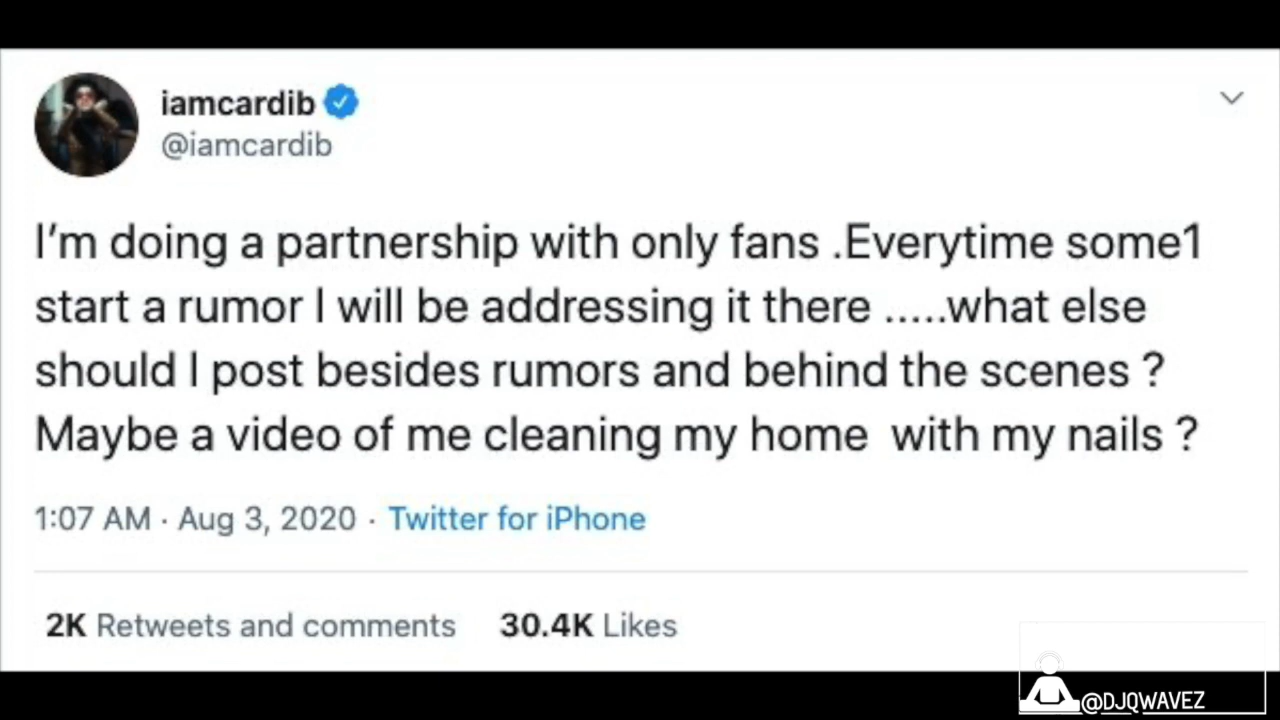 iamcardib
@iamcardib
I'm doing a partnership with only fans .Everytime some1
start a rumor I will be addressing it there .....what else
should I post besides rumors and behind the scenes ?
Maybe a video of me cleaning my home  with my nails ?
1:07 AM · Aug 3, 2020 · Twitter for iPhone
2K Retweets and comments 30.4K Likes
@DJQWAVEZ